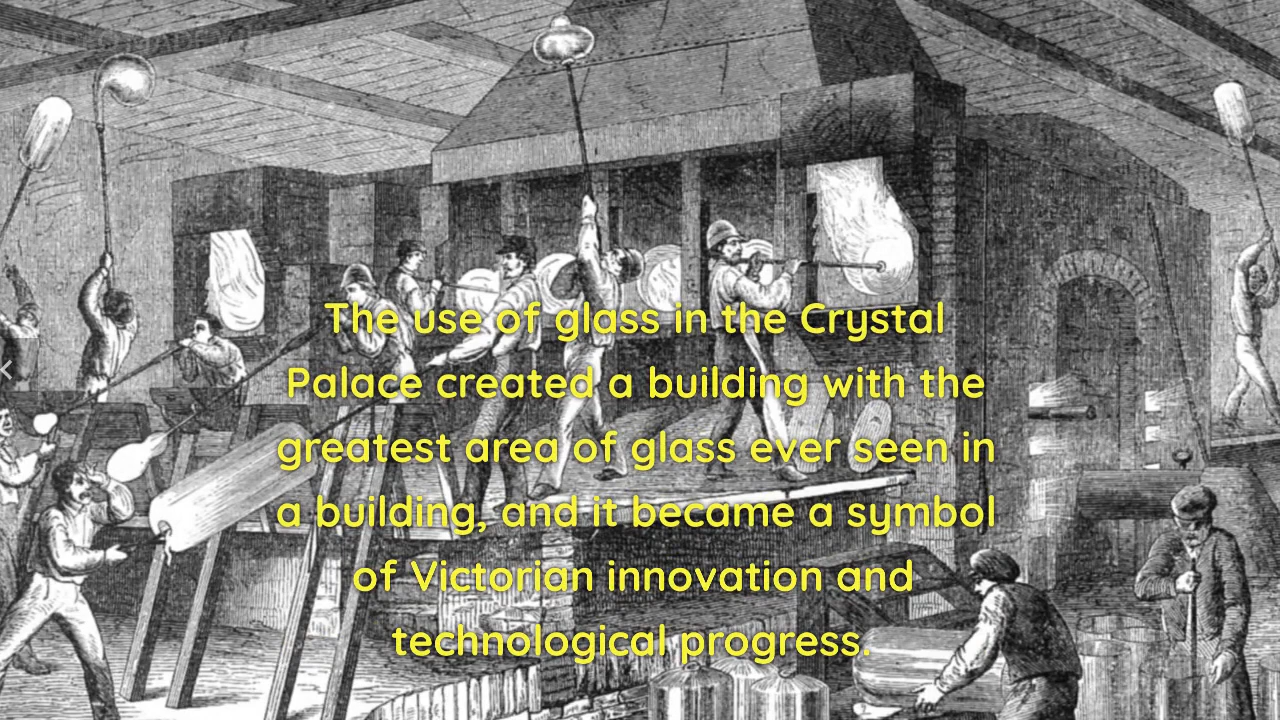 The use of glass in the Crystal
Palace created a building with the
greatest area of glass ever seen in
a building, and it became a symbol
of Victorian innovation and
technological progress.